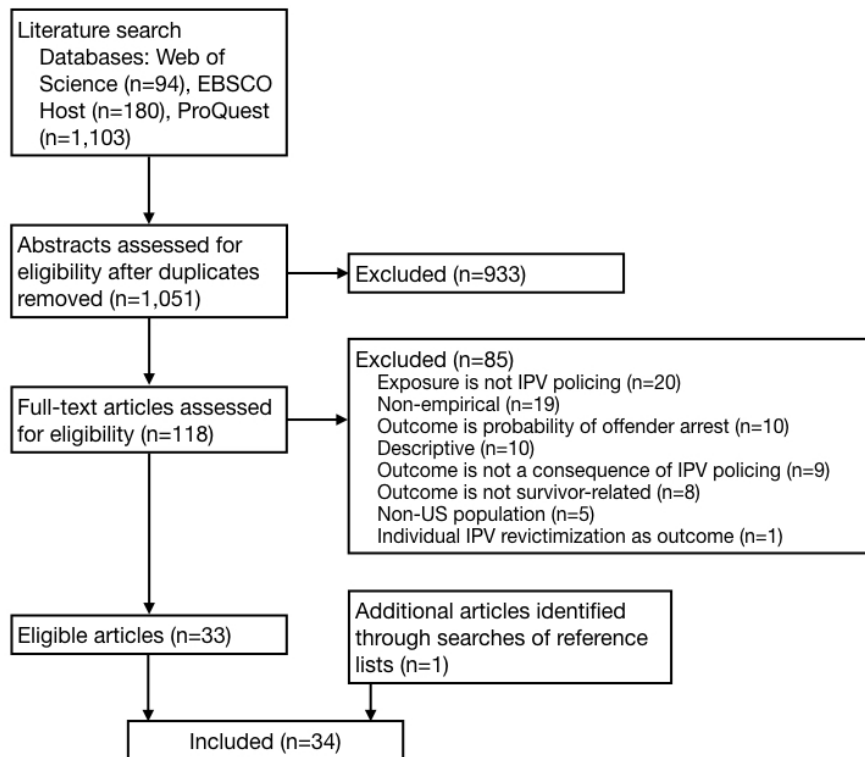 Literature search
Databases: Web of
Science (n=94), EBSCO
Host (n=180), ProQuest
(n=1,103)
Abstracts assessed for
eligibility after duplicates
removed (n=1,051)
Excluded (n=933)
Full-text articles assessed
for eligibility (n=118)
Excluded (n=85)
Exposure is not IPV policing (n=20)
Non-empirical (n=19)
Outcome is probability of offender arrest (n=10)
Descriptive (n=10)
Outcome is not a consequence of IPV policing (n=9)
Outcome is not survivor-related (n=8)
Non-US population (n=5)
Individual IPV revictimization as outcome (n=1)
Eligible articles (n=33)
Additional articles identified
through searches of reference
lists (n=1)
Included (n=34)